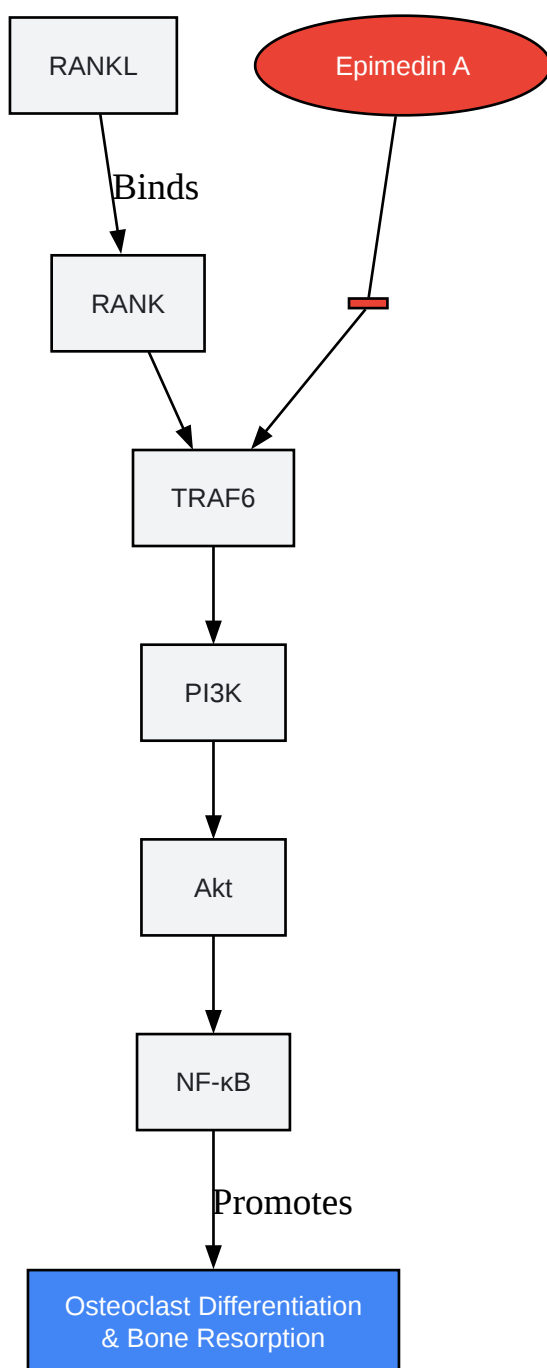 RANKL
Epimedin A
Binds
RANK
TRAF6
PI3K
Akt
NF-κB
Promotes
Osteoclast Differentiation
& Bone Resorption